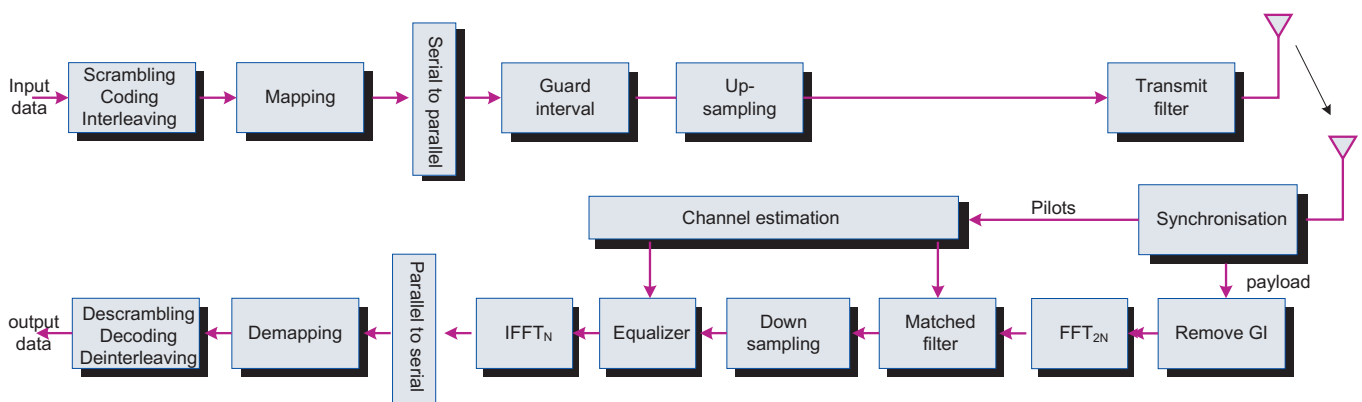 Input
data
Scrambling
Coding
Interleaving
Mapping
Serial to parallel
Guard
interval
Up-
sampling
Transmit
filter
Channel estimation
Pilots
Synchronisation
payload
output
data
Descrambling
Decoding
Deinterleaving
Demapping
Parallel to serial
IFFTN
Equalizer
Down
sampling
Matched
filter
FFT2N
Remove GI